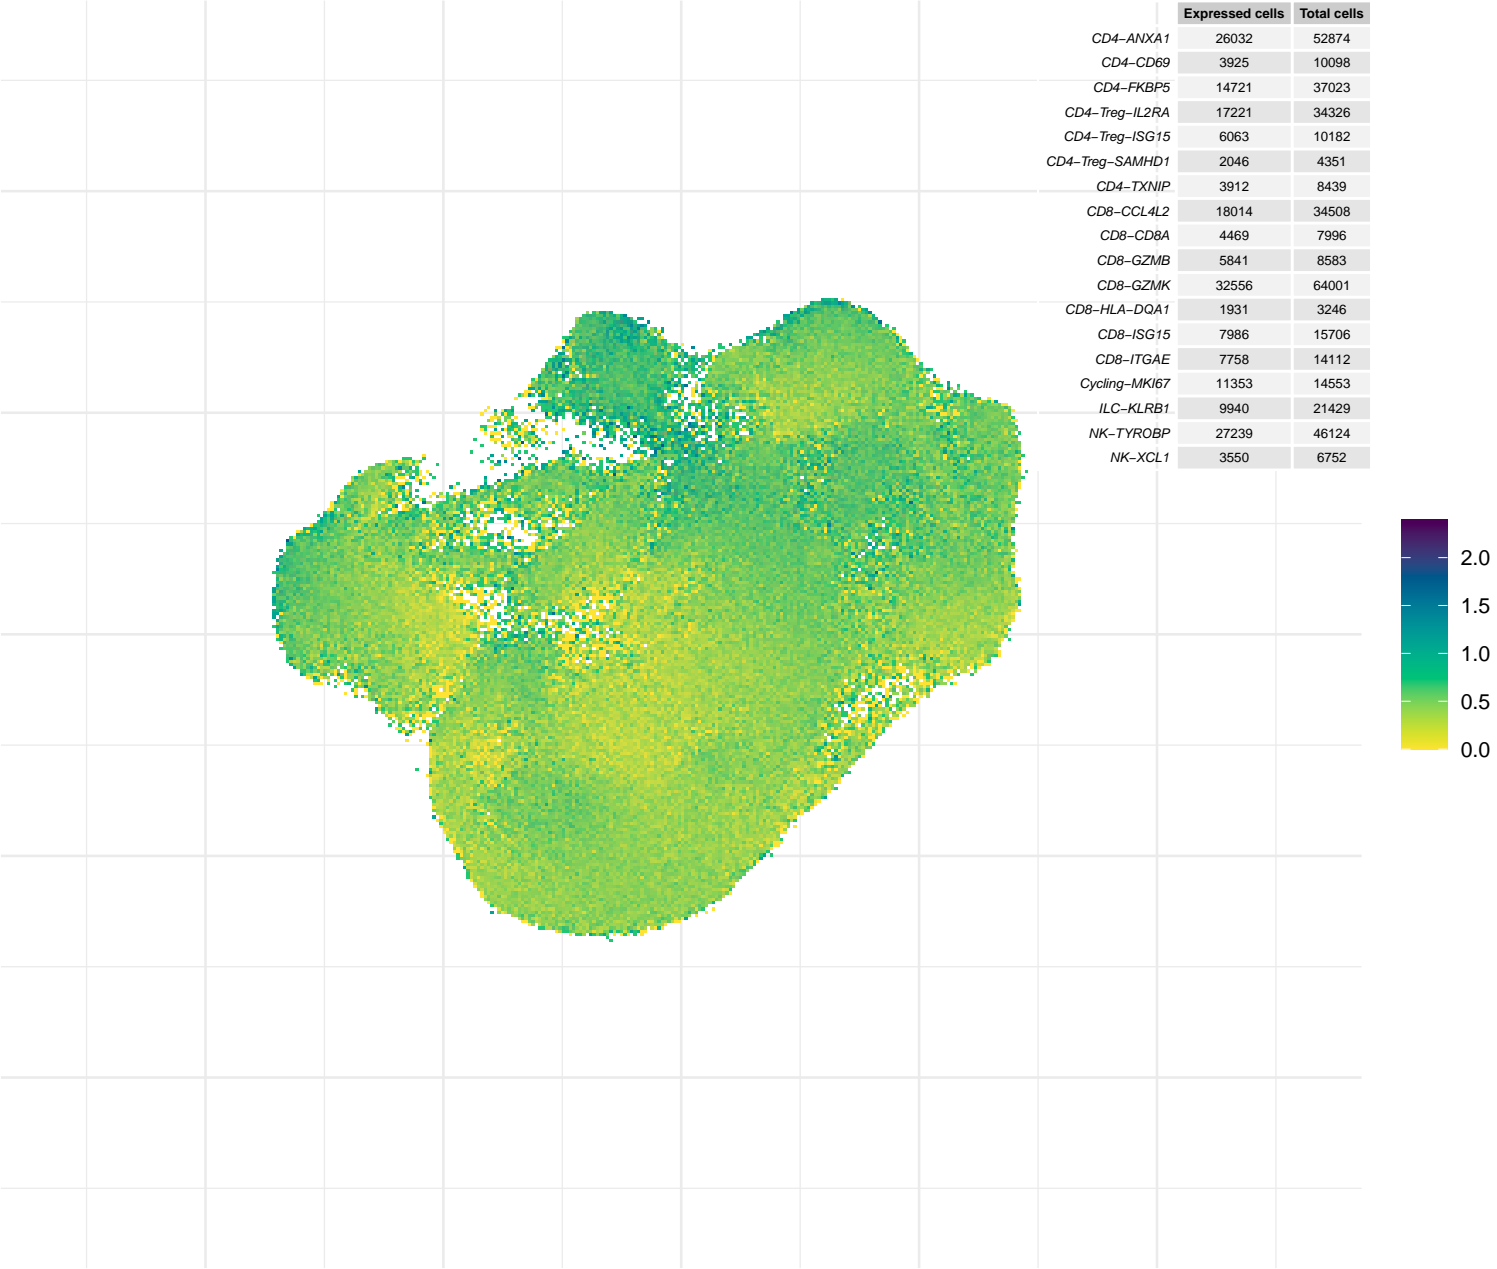 Expressed cells Total cells
CD4−ANXA1 26032 52874
CD4−CD69 3925 10098
CD4−FKBP5 14721 37023
CD4−Treg−IL2RA 17221 34326
CD4−Treg−ISG15 6063 10182
CD4−Treg−SAMHD1 2046 4351
CD4−TXNIP 3912 8439
CD8−CCL4L2 18014 34508
CD8−CD8A 4469 7996
CD8−GZMB 5841 8583
CD8−GZMK 32556 64001
CD8−HLA−DQA1 1931 3246
CD8−ISG15 7986 15706
CD8−ITGAE 7758 14112
Cycling−MKI67 11353 14553
ILC−KLRB1 9940 21429
NK−TYROBP 27239 46124
NK−XCL1 3550 6752
2.0
1.5
1.0
0.5
0.0